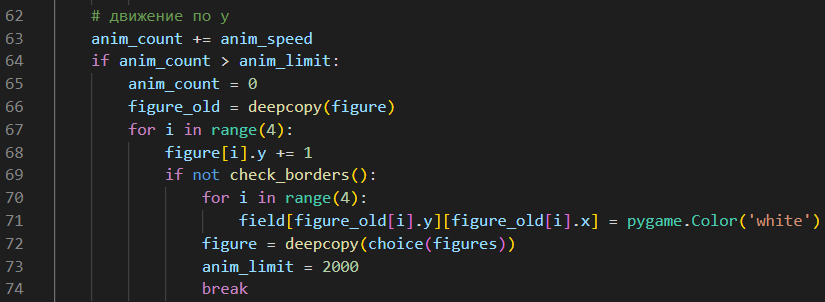 62 # движение по y
63 anim_count += anim_speed
64 if anim_count > anim_limit:
65 anim_count = 0
66 figure_old = deepcopy(figure)
67 for i in range(4):
68 figure[i].y += 1
69 if not check_borders():
70 for i in range(4):
71 field[figure_old[i].y][figure_old[i].x] = pygame.Color('white')
72 figure = deepcopy(choice(figures))
73 anim_limit = 2000
74 break